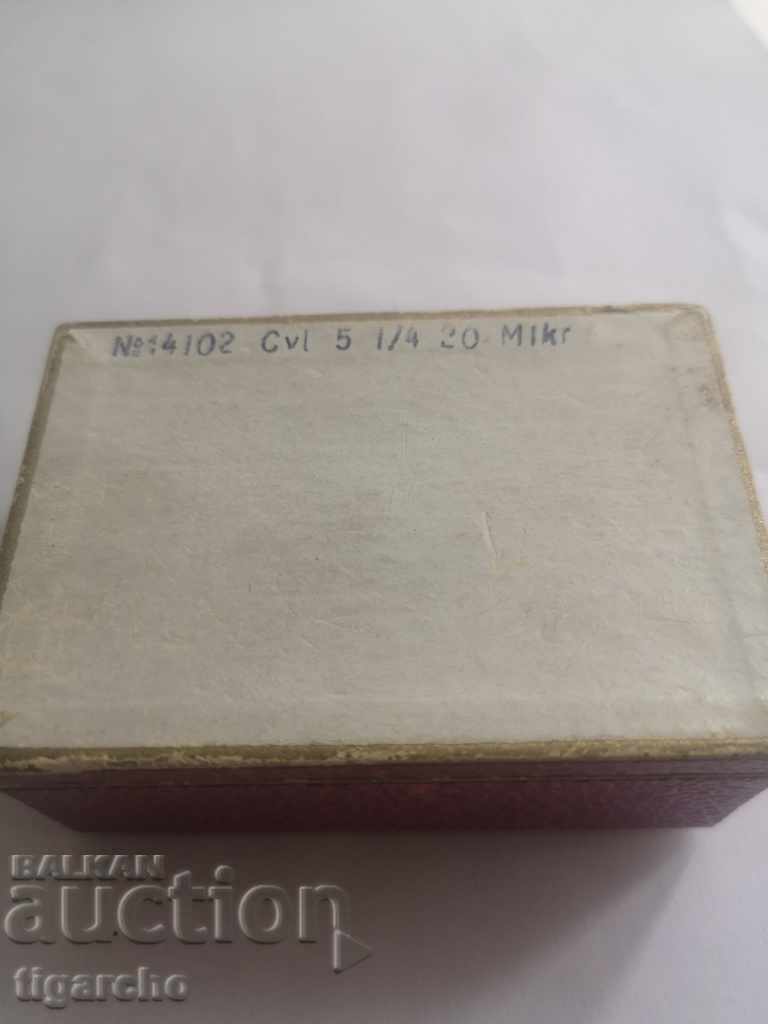 No:4102 Cvl 5 1/4 20 Mikr
BALKAN
auction
tigarcho